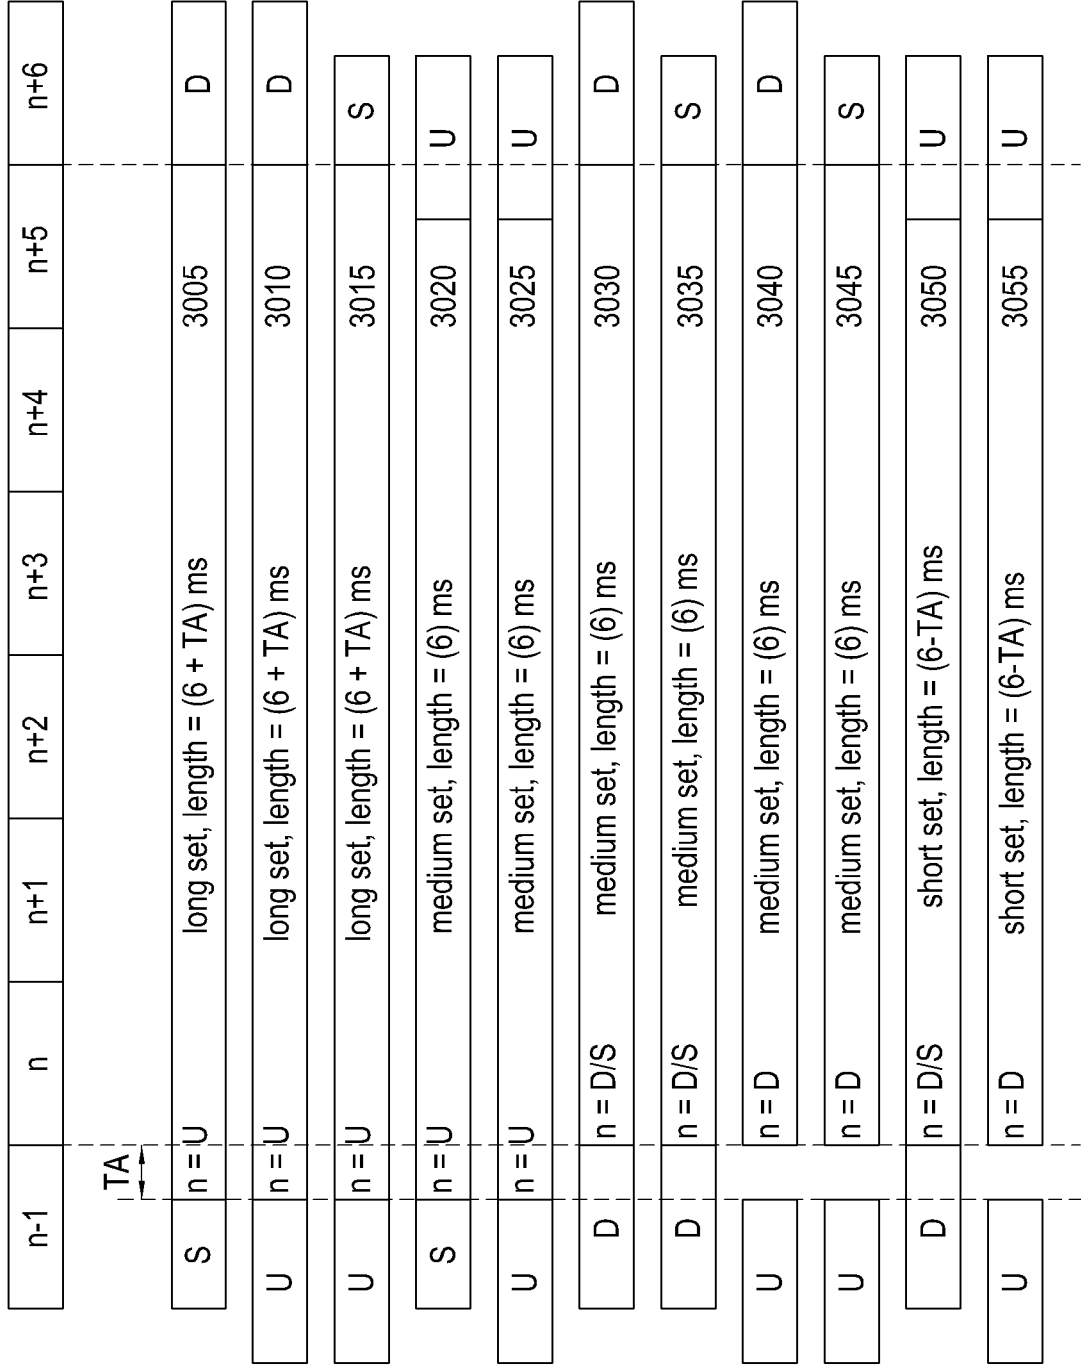 n-1 n n+1 n+2 n+3 n+4 n+5 n+6
TA
S n = U long set, length = (6 + TA) ms 3005 D
U n = U long set, length = (6 + TA) ms 3010 D
U n = U long set, length = (6 + TA) ms 3015 S
S n = U medium set, length = (6) ms 3020 U
U n = U medium set, length = (6) ms 3025 U
D n = D/S medium set, length = (6) ms 3030 D
D n = D/S medium set, length = (6) ms 3035 S
U n = D medium set, length = (6) ms 3040 D
U n = D medium set, length = (6) ms 3045 S
D n = D/S short set, length = (6-TA) ms 3050 U
U n = D short set, length = (6-TA) ms 3055 U